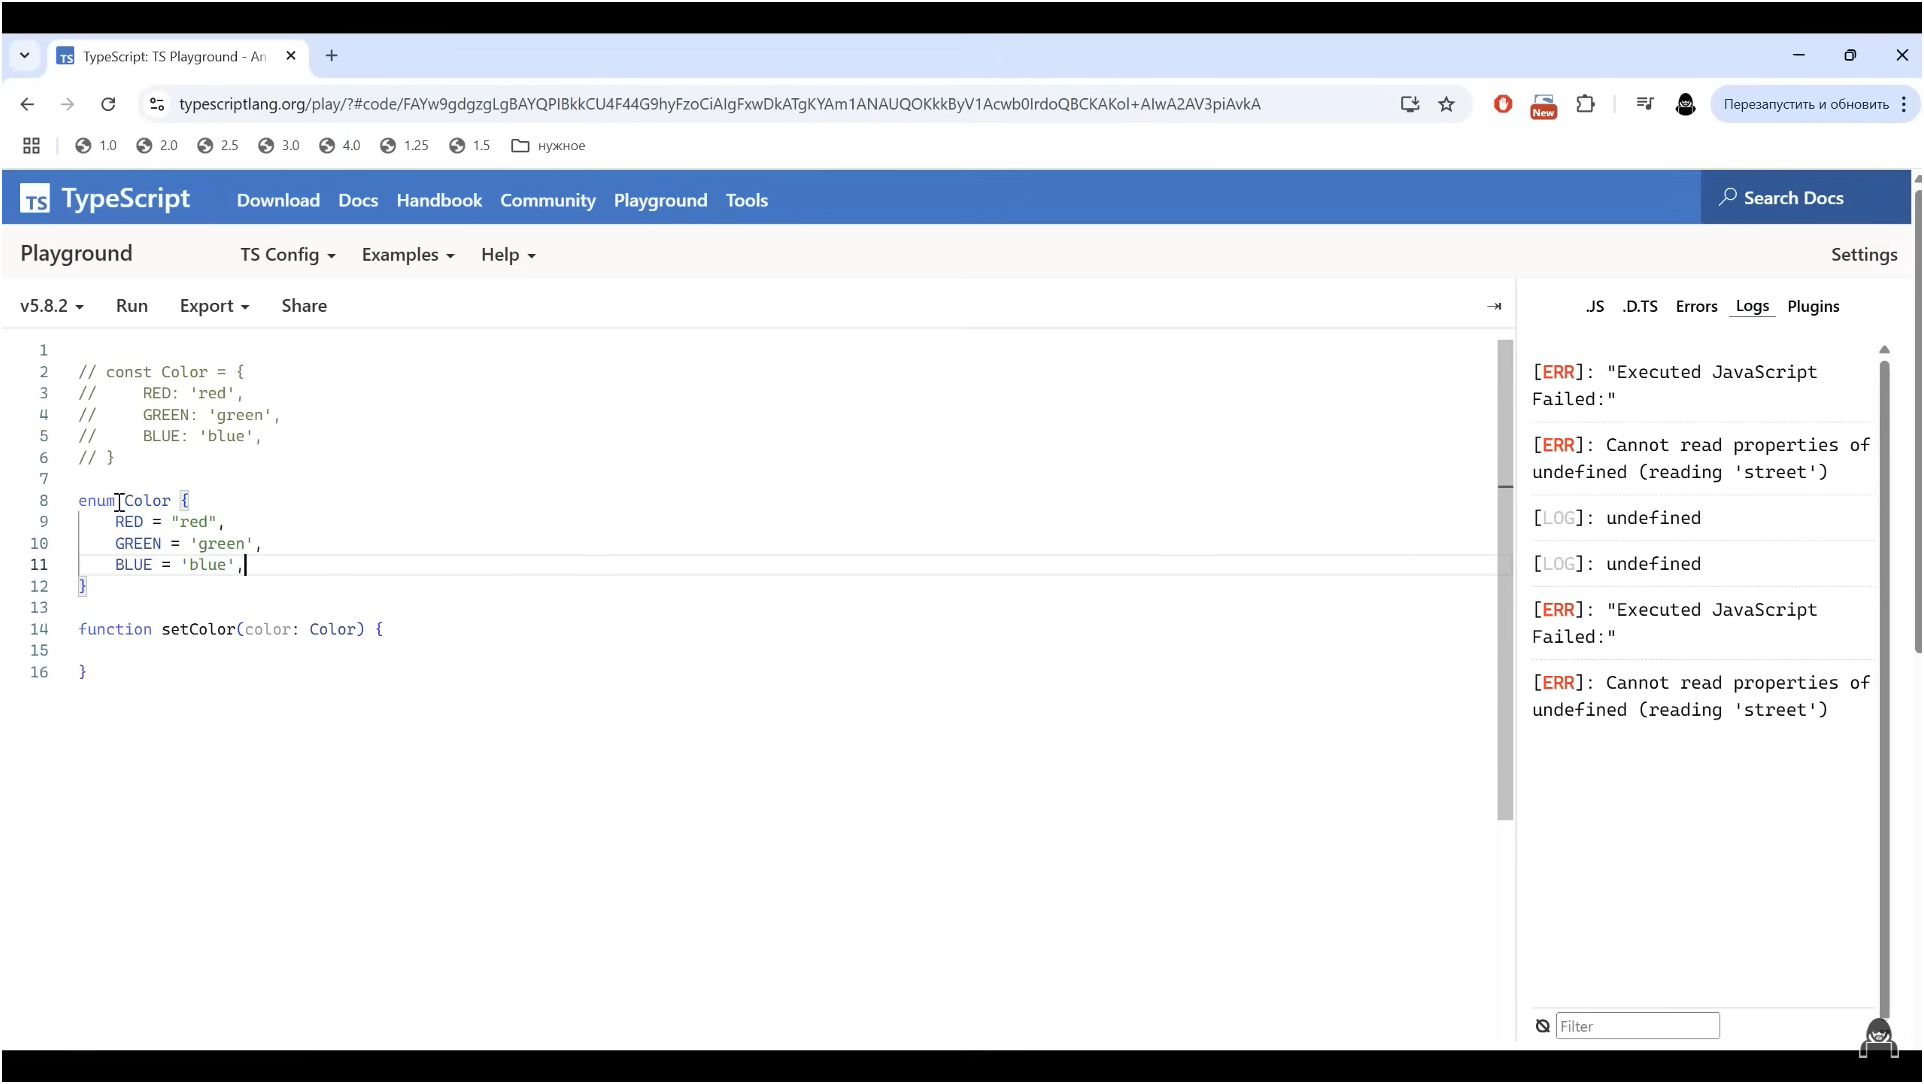 TypeScript: TS Playground - An
typescriptlang.org/play/?#code/FAYw9gdgzgLgBAYQPIBkkCU4F44G9hyFzoCiAIgFxwDkATgKYAm1ANAUQOKkkByV1Acwb0IrdoQBCKAKol+AIwA2AV3piAvkA
New
Перезапустить и обновить
1.0 2.0 2.5 3.0 4.0 1.25 1.5 нужное
TS TypeScript Download Docs Handbook Community Playground Tools Search Docs
Playground TS Config Examples Help Settings
v5.8.2 Run Export Share
.JS .D.TS Errors Logs Plugins
1
2 // const Color = {
3 //     RED: 'red',
4 //     GREEN: 'green',
5 //     BLUE: 'blue',
6 // }
7
8 enum Color {
9     RED = "red",
10     GREEN = 'green',
11     BLUE = 'blue',
12 }
13
14 function setColor(color: Color) {
15
16 }
[ERR]: "Executed JavaScript
Failed:"
[ERR]: Cannot read properties of
undefined (reading 'street')
[LOG]: undefined
[LOG]: undefined
[ERR]: "Executed JavaScript
Failed:"
[ERR]: Cannot read properties of
undefined (reading 'street')
Filter